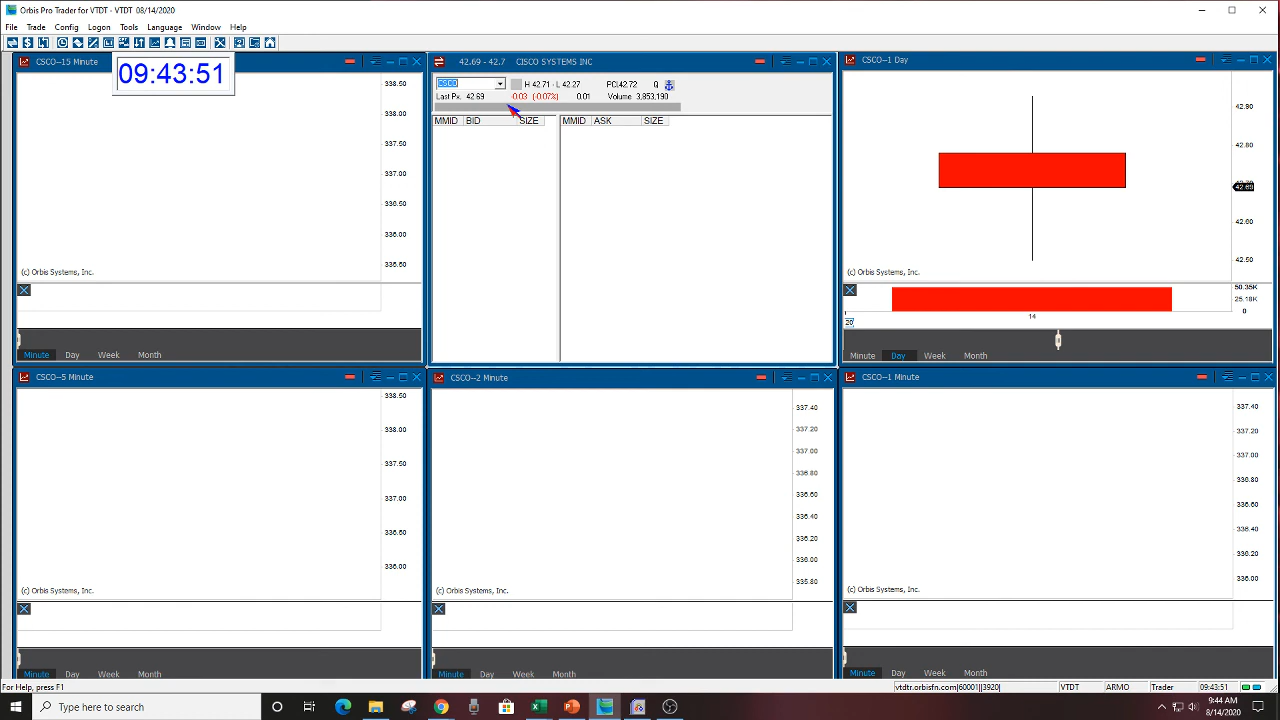 Orbis Pro Trader for VTDT - VTDT 08/14/2020
File Trade Config Logon Tools Language Window Help
09:43:51
CSCO--15 Minute
338.50
338.00
337.50
337.00
336.50
336.00
335.50
(c) Orbis Systems, Inc.
Minute Day Week Month
42.69 - 42.7 CISCO SYSTEMS INC
CSCO H 42.71 - L 42.27 PCl42.72 Q
Last Px. 42.69 -0.03 (-0.07%) 0.01 Volume 3,853,190
MMID BID SIZE MMID ASK SIZE
CSCO--1 Day
42.80
42.69
42.60
42.50
(c) Orbis Systems, Inc.
50.35K
25.18K
0
14
20
Minute Day Week Month
CSCO--5 Minute
338.50
338.00
337.50
337.00
336.50
336.00
(c) Orbis Systems, Inc.
Minute Day Week Month
CSCO--2 Minute
337.40
337.20
337.00
336.80
336.60
336.40
336.20
336.00
335.80
(c) Orbis Systems, Inc.
Minute Day Week Month
CSCO--1 Minute
337.40
337.20
337.00
336.80
336.60
336.40
336.20
336.00
(c) Orbis Systems, Inc.
Minute Day Week Month
For Help, press F1
vtdtr.orbisfn.com|60001||3920| VTDT ARMO Trader 09:43:51
Type here to search
9:44 AM
8/14/2020